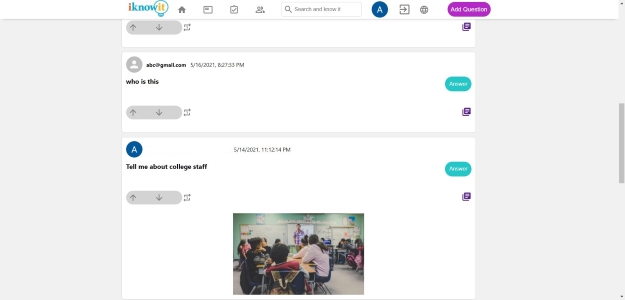 iknowit
Search and know it
A
Add Question
abc@gmail.com 5/16/2021, 8:27:33 PM
who is this
Answer
A
5/14/2021, 11:12:14 PM
Tell me about college staff
Answer